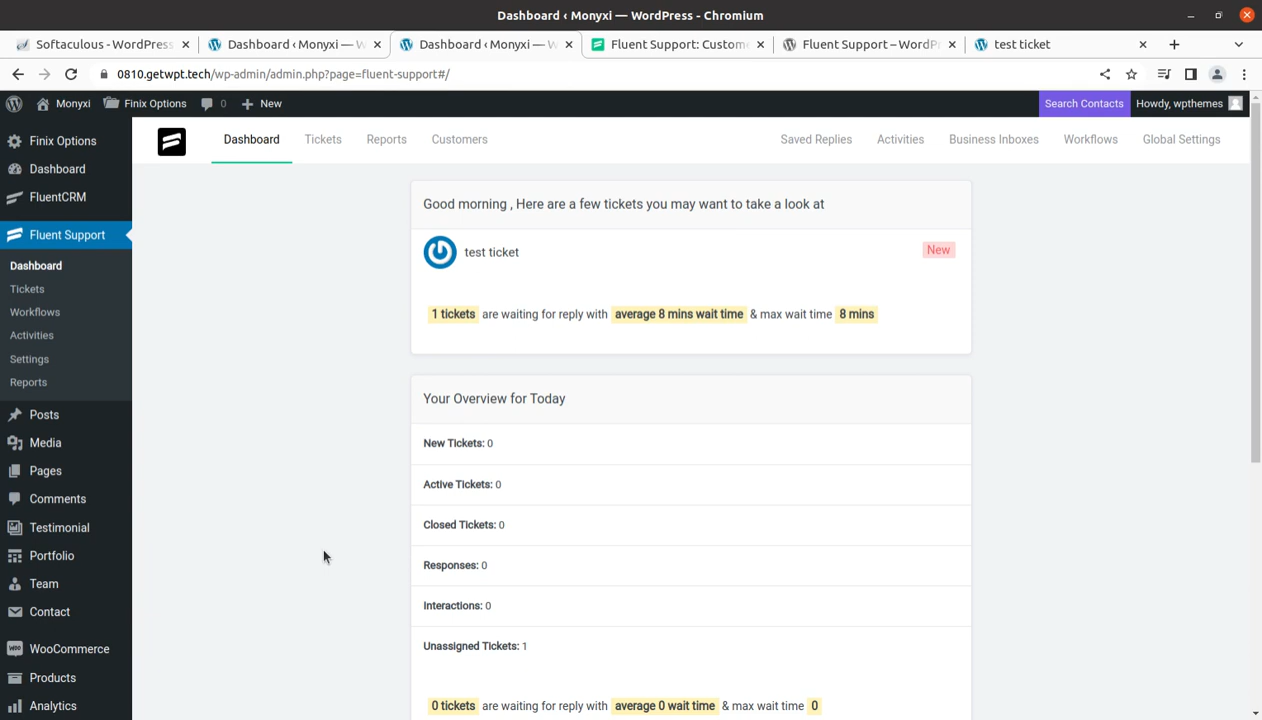 Dashboard ‹ Monyxi — WordPress - Chromium
Softaculous - WordPress
Dashboard ‹ Monyxi — W
Dashboard ‹ Monyxi — W
Fluent Support: Custom
Fluent Support – WordP
test ticket
0810.getwpt.tech/wp-admin/admin.php?page=fluent-support#/
Monyxi
Finix Options
0
New
Search Contacts
Howdy, wpthemes
Finix Options
Dashboard
FluentCRM
Fluent Support
Dashboard
Tickets
Workflows
Activities
Settings
Reports
Posts
Media
Pages
Comments
Testimonial
Portfolio
Team
Contact
WooCommerce
Products
Analytics
Dashboard
Tickets
Reports
Customers
Saved Replies
Activities
Business Inboxes
Workflows
Global Settings
Good morning , Here are a few tickets you may want to take a look at
test ticket
New
1 tickets are waiting for reply with average 8 mins wait time & max wait time 8 mins
Your Overview for Today
New Tickets: 0
Active Tickets: 0
Closed Tickets: 0
Responses: 0
Interactions: 0
Unassigned Tickets: 1
0 tickets are waiting for reply with average 0 wait time & max wait time 0